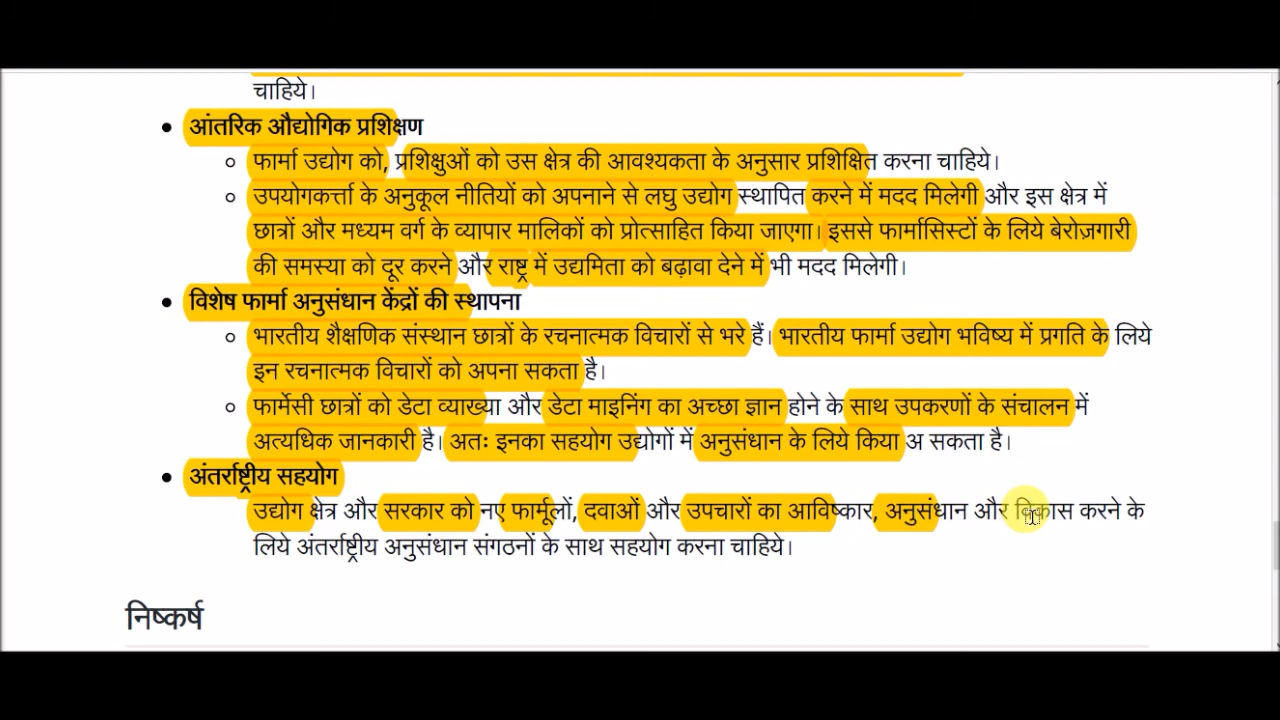 चाहिये।
आंतरिक औद्योगिक प्रशिक्षण
फार्मा उद्योग को, प्रशिक्षुओं को उस क्षेत्र की आवश्यकता के अनुसार प्रशिक्षित करना चाहिये।
उपयोगकर्त्ता के अनुकूल नीतियों को अपनाने से लघु उद्योग स्थापित करने में मदद मिलेगी और इस क्षेत्र में
छात्रों और मध्यम वर्ग के व्यापार मालिकों को प्रोत्साहित किया जाएगा। इससे फार्मासिस्टों के लिये बेरोज़गारी
की समस्या को दूर करने और राष्ट्र में उद्यमिता को बढ़ावा देने में भी मदद मिलेगी।
विशेष फार्मा अनुसंधान केंद्रों की स्थापना
भारतीय शैक्षणिक संस्थान छात्रों के रचनात्मक विचारों से भरे हैं। भारतीय फार्मा उद्योग भविष्य में प्रगति के लिये
इन रचनात्मक विचारों को अपना सकता है।
फार्मेसी छात्रों को डेटा व्याख्या और डेटा माइनिंग का अच्छा ज्ञान होने के साथ उपकरणों के संचालन में
अत्यधिक जानकारी है। अतः इनका सहयोग उद्योगों में अनुसंधान के लिये किया अ सकता है।
अंतर्राष्ट्रीय सहयोग
उद्योग क्षेत्र और सरकार को नए फार्मूलों, दवाओं और उपचारों का आविष्कार, अनुसंधान और विकास करने के
लिये अंतर्राष्ट्रीय अनुसंधान संगठनों के साथ सहयोग करना चाहिये।
निष्कर्ष